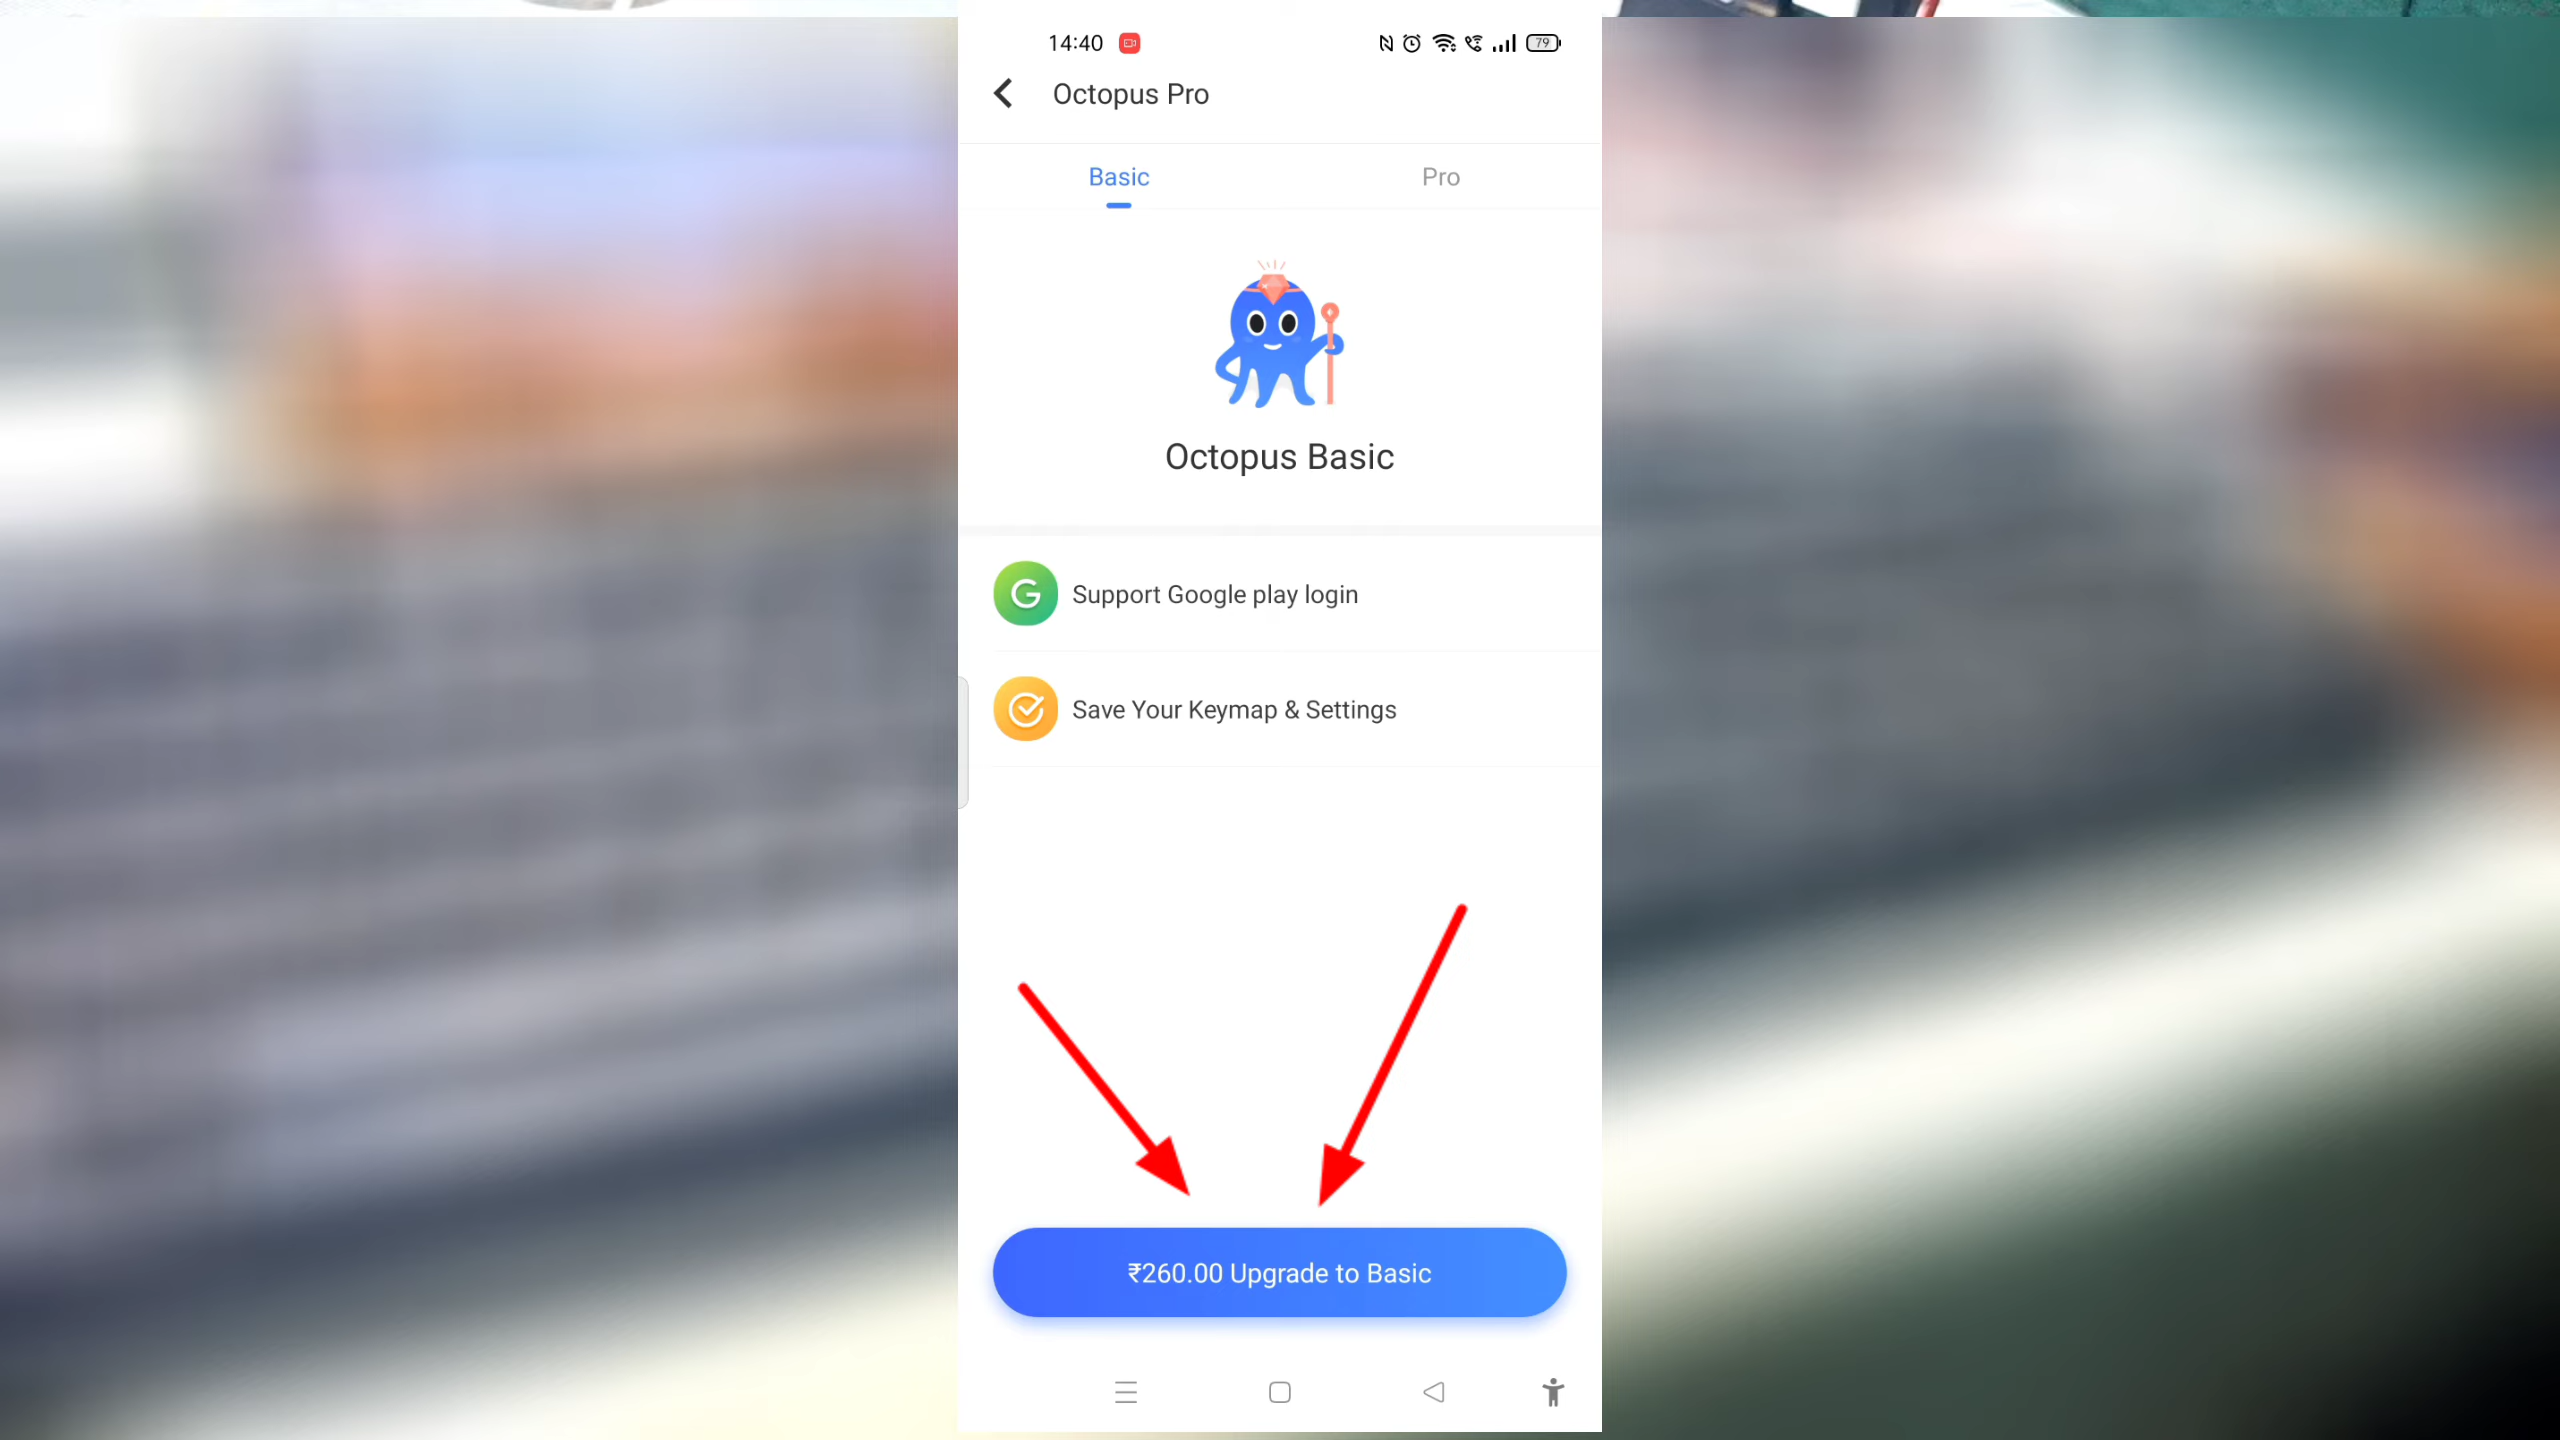 14:40
79
Octopus Pro
Basic
Pro
Octopus Basic
G
Support Google play login
Save Your Keymap & Settings
₹260.00 Upgrade to Basic